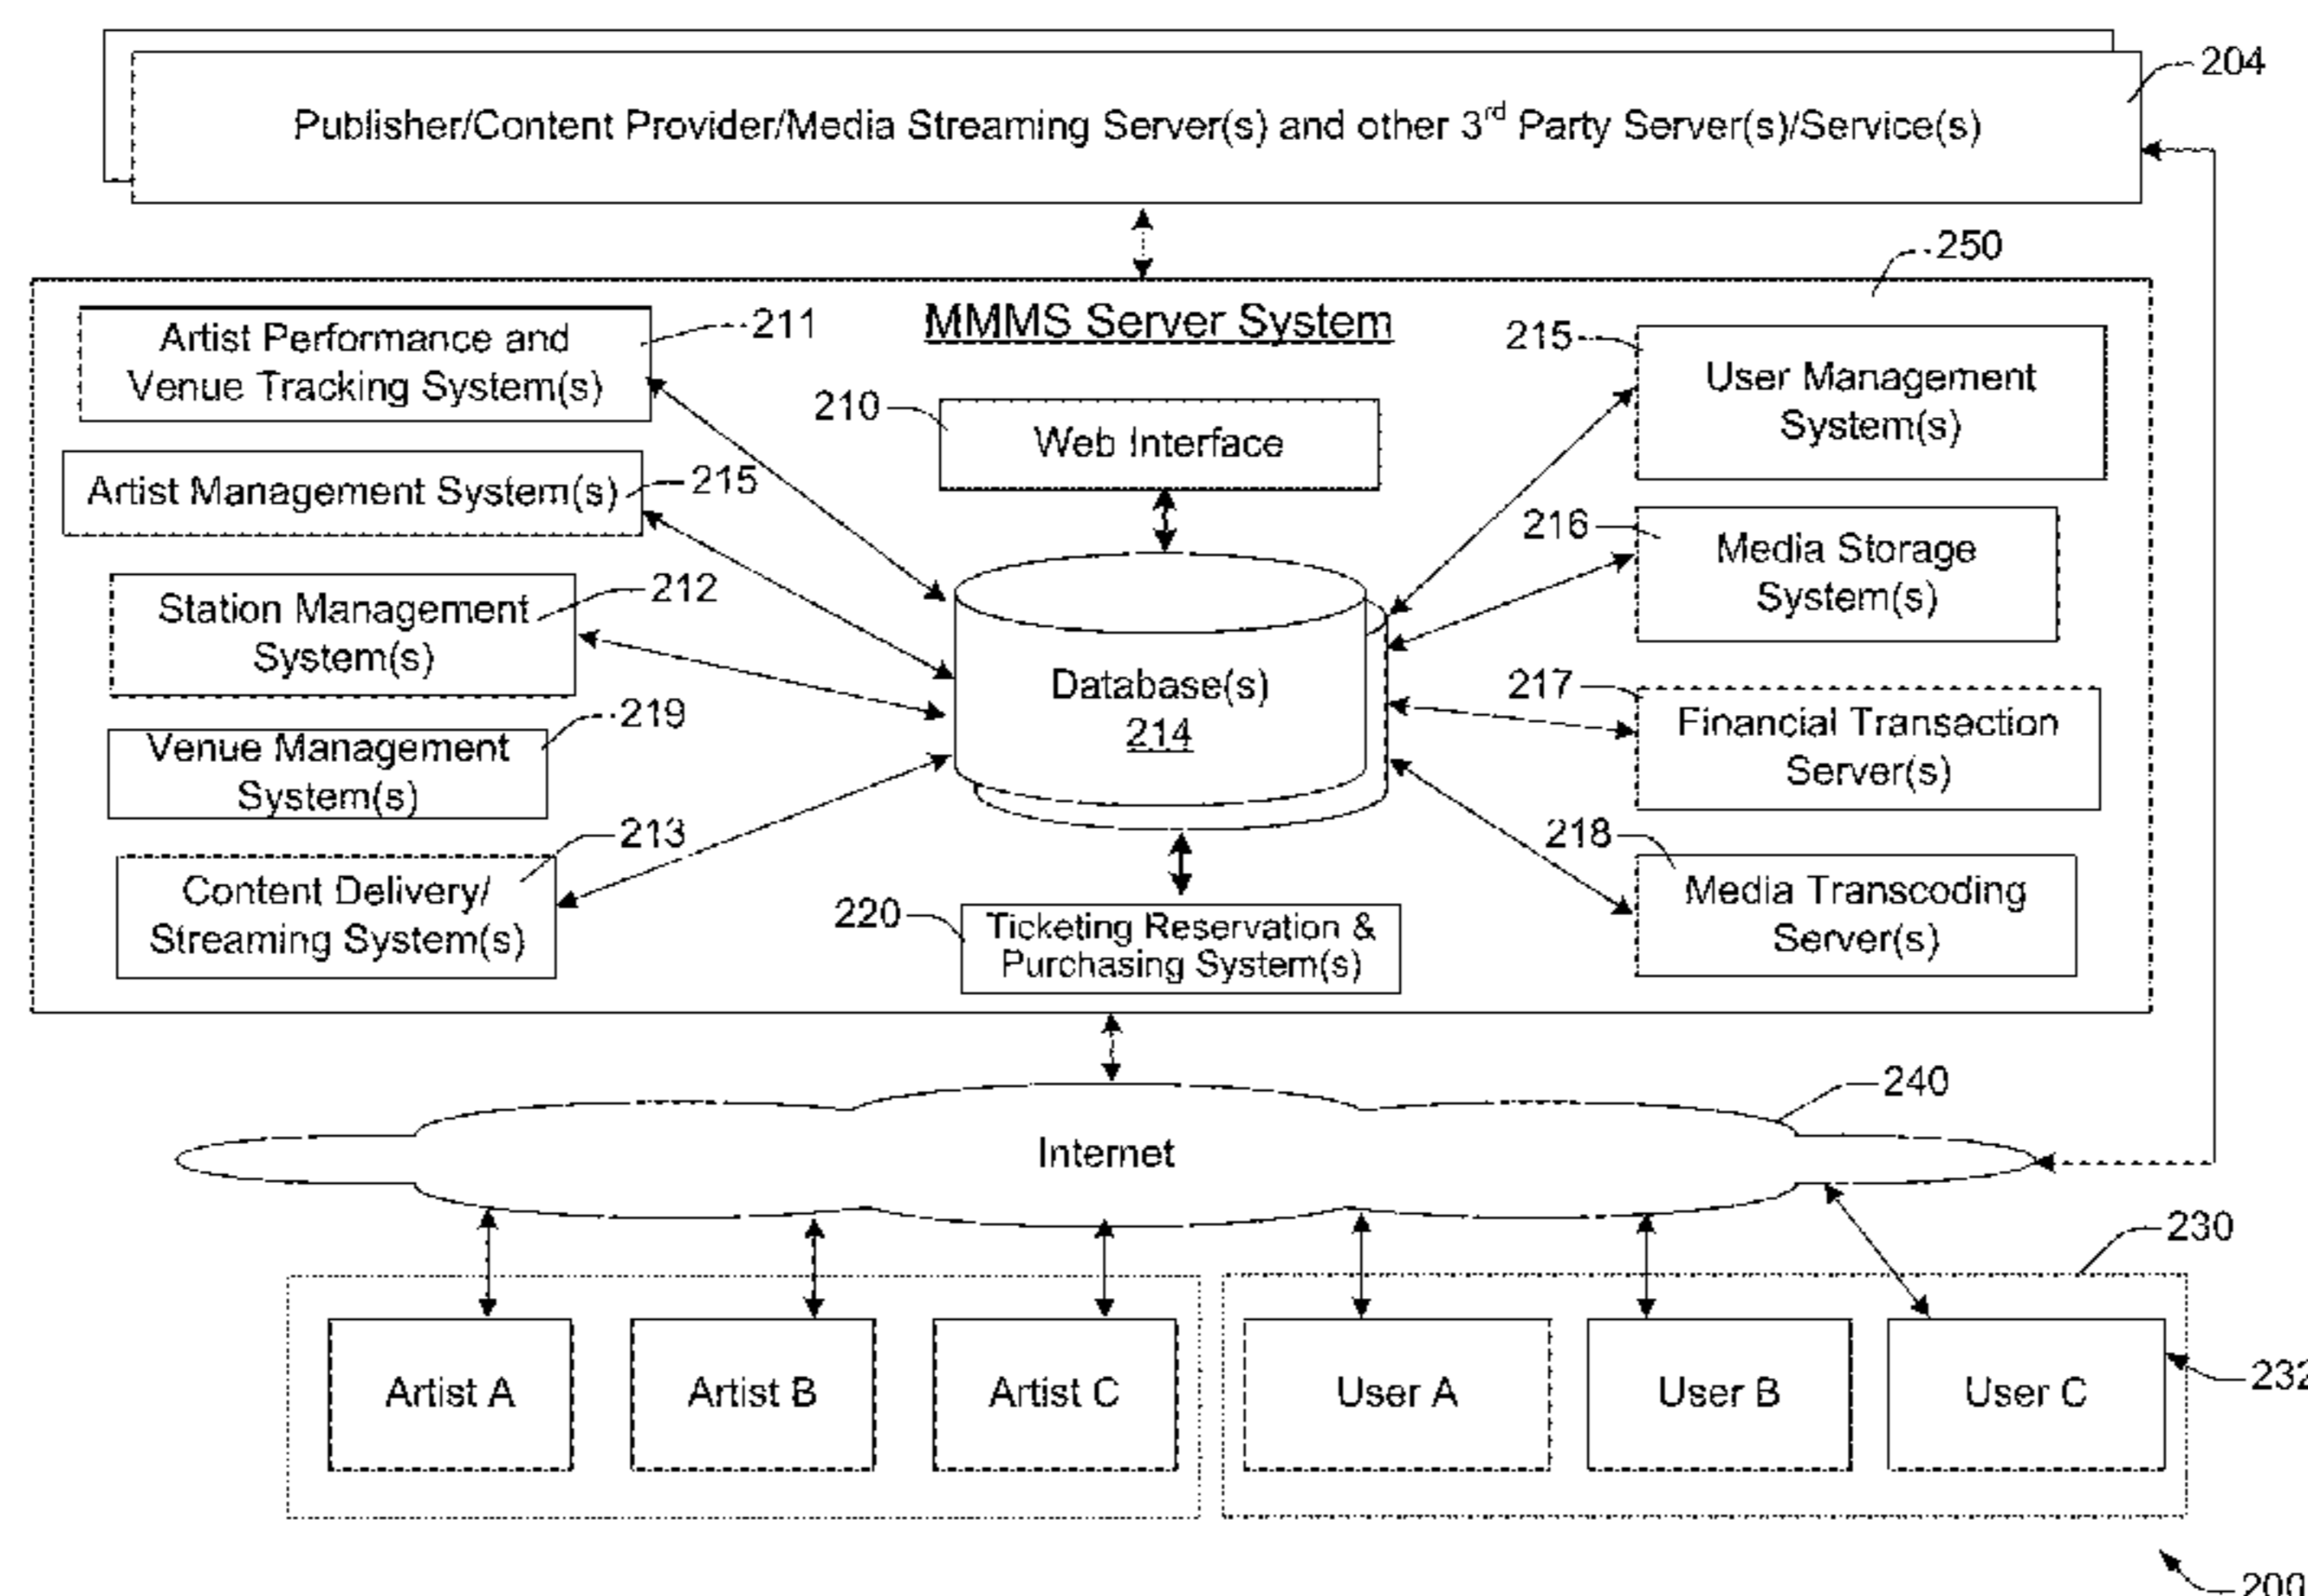 204
Publisher/Content Provider/Media Streaming Server(s) and other 3rd Party Server(s)/Service(s)
250
MMMS Server System
Artist Performance and
Venue Tracking System(s)
211
Artist Management System(s)
215
Station Management
System(s)
212
Venue Management
System(s)
219
Content Delivery/
Streaming System(s)
213
210
Web Interface
Database(s)
214
220
Ticketing Reservation &
Purchasing System(s)
215
User Management
System(s)
216
Media Storage
System(s)
217
Financial Transaction
Server(s)
218
Media Transcoding
Server(s)
240
Internet
230
Artist A
Artist B
Artist C
User A
User B
User C
232
200